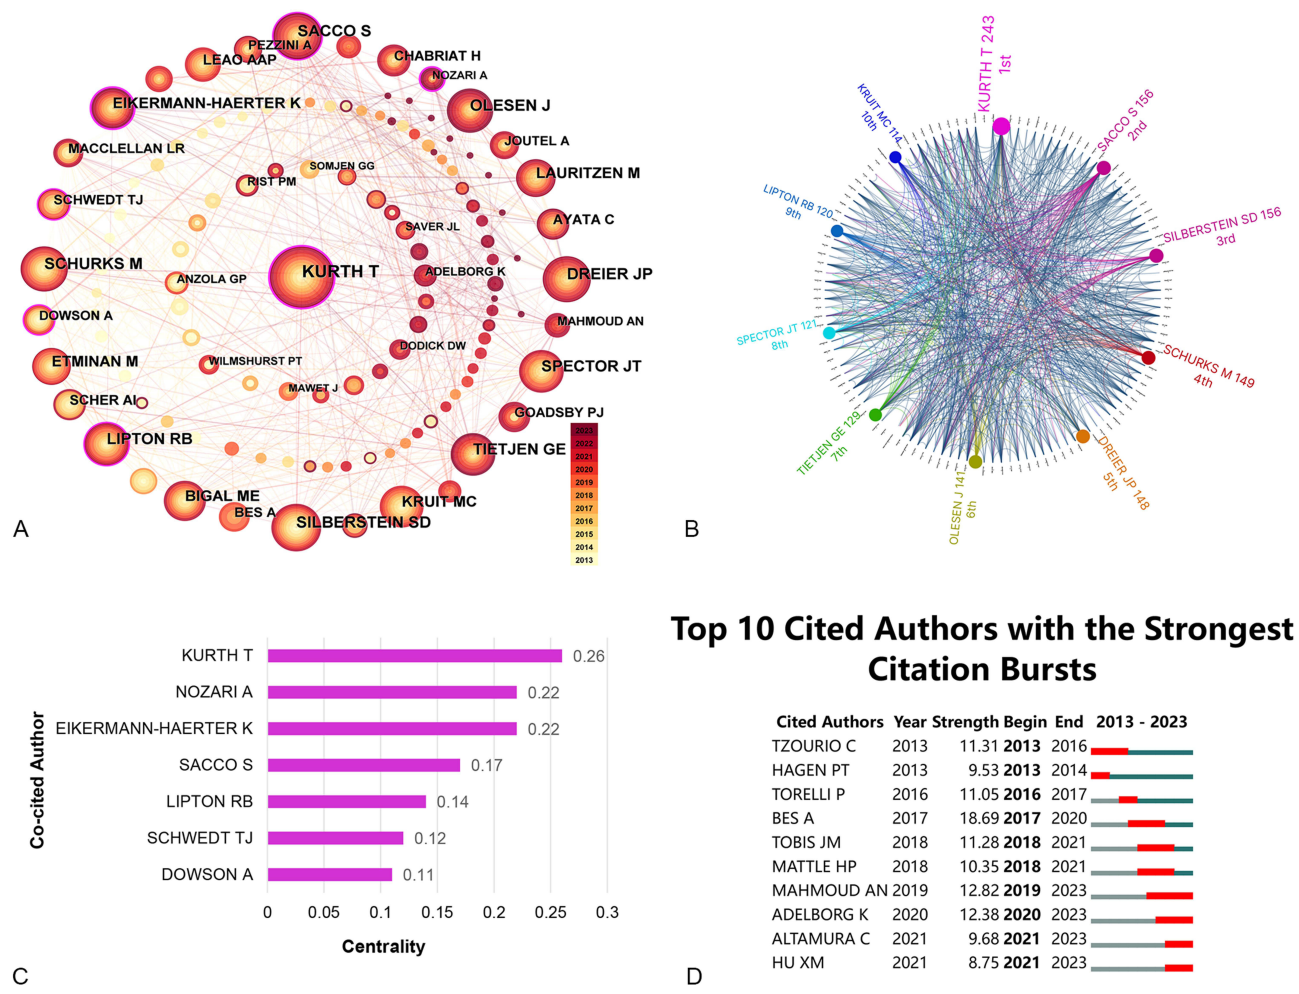 SACCO S
PEZZINI A
LEAO AAP
CHABRIAT H
NOZARI A
EIKERMANN-HAERTER K
OLESEN J
JOUTEL A
MACCLELLAN LR
SOMJEN GG
LAURITZEN M
RIST PM
SCHWEDT TJ
AYATA C
SAVER JL
SCHURKS M
KURTH T
ADELBORG K
DREIER JP
ANZOLA GP
DOWSON A
MAHMOUD AN
DODICK DW
ETMINAN M
WILMSHURST PT
SPECTOR JT
MAWET J
SCHER AI
GOADSBY PJ
LIPTON RB
TIETJEN GE
BIGAL ME
KRUIT MC
BES A
SILBERSTEIN SD
2023
2022
2021
2020
2019
2018
2017
2016
2015
2014
2013
A
KURTH T 243
1st
SACCO S 156
2nd
SILBERSTEIN SD 156
3rd
SCHURKS M 149
4th
DREIER JP 148
5th
OLESEN J 141
6th
TIETJEN GE 129
7th
SPECTOR JT 121
8th
LIPTON RB 120
9th
KRUIT MC 114
10th
B
Co-cited Author
KURTH T 0.26
NOZARI A 0.22
EIKERMANN-HAERTER K 0.22
SACCO S 0.17
LIPTON RB 0.14
SCHWEDT TJ 0.12
DOWSON A 0.11
0 0.05 0.1 0.15 0.2 0.25 0.3
Centrality
C
Top 10 Cited Authors with the Strongest
Citation Bursts
Cited Authors Year Strength Begin End 2013 - 2023
TZOURIO C 2013 11.31 2013 2016
HAGEN PT 2013 9.53 2013 2014
TORELLI P 2016 11.05 2016 2017
BES A 2017 18.69 2017 2020
TOBIS JM 2018 11.28 2018 2021
MATTLE HP 2018 10.35 2018 2021
MAHMOUD AN 2019 12.82 2019 2023
ADELBORG K 2020 12.38 2020 2023
ALTAMURA C 2021 9.68 2021 2023
HU XM 2021 8.75 2021 2023
D